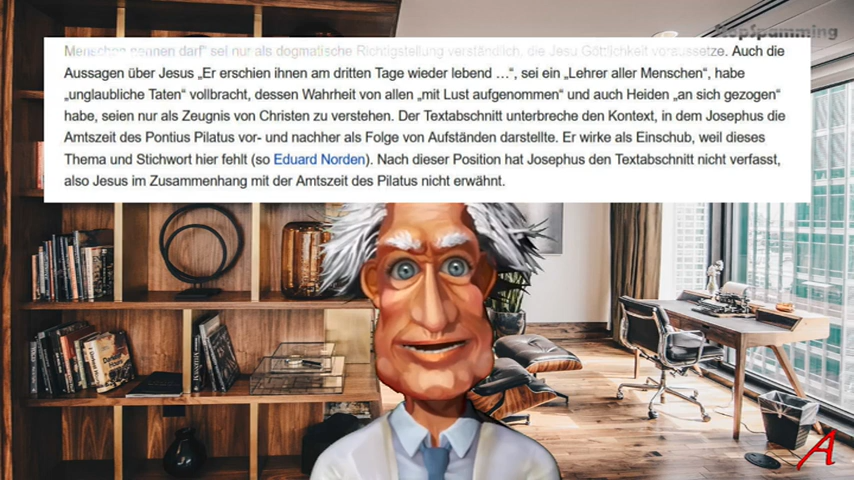 StopSpamming
Menschen nennen darf“ sei nur als dogmatische Richtigstellung verständlich, die Jesu Göttlichkeit voraussetze. Auch die
Aussagen über Jesus „Er erschien ihnen am dritten Tage wieder lebend …“, sei ein „Lehrer aller Menschen“, habe
„unglaubliche Taten“ vollbracht, dessen Wahrheit von allen „mit Lust aufgenommen“ und auch Heiden „an sich gezogen“
habe, seien nur als Zeugnis von Christen zu verstehen. Der Textabschnitt unterbreche den Kontext, in dem Josephus die
Amtszeit des Pontius Pilatus vor- und nachher als Folge von Aufständen darstellte. Er wirke als Einschub, weil dieses
Thema und Stichwort hier fehlt (so Eduard Norden). Nach dieser Position hat Josephus den Textabschnitt nicht verfasst,
also Jesus im Zusammenhang mit der Amtszeit des Pilatus nicht erwähnt.
A